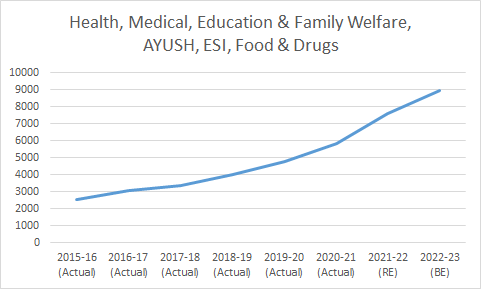 Health, Medical, Education & Family Welfare,
AYUSH, ESI, Food & Drugs
10000
9000
8000
7000
6000
5000
4000
3000
2000
1000
0
2015-16 2016-17 2017-18 2018-19 2019-20 2020-21 2021-22 2022-23
(Actual) (Actual) (Actual) (Actual) (Actual) (Actual) (RE) (BE)